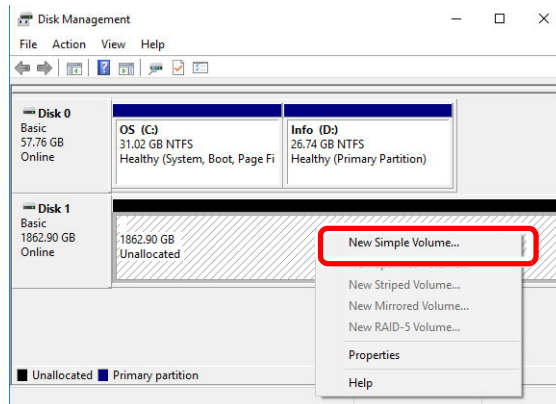 Disk Management
File Action View Help
Disk 0
Basic
57.76 GB
Online
OS (C:)
31.02 GB NTFS
Healthy (System, Boot, Page Fi
Info (D:)
26.74 GB NTFS
Healthy (Primary Partition)
Disk 1
Basic
1862.90 GB
Online
1862.90 GB
Unallocated
New Simple Volume...
New Striped Volume...
New Mirrored Volume...
New RAID-5 Volume...
Properties
Help
Unallocated Primary partition